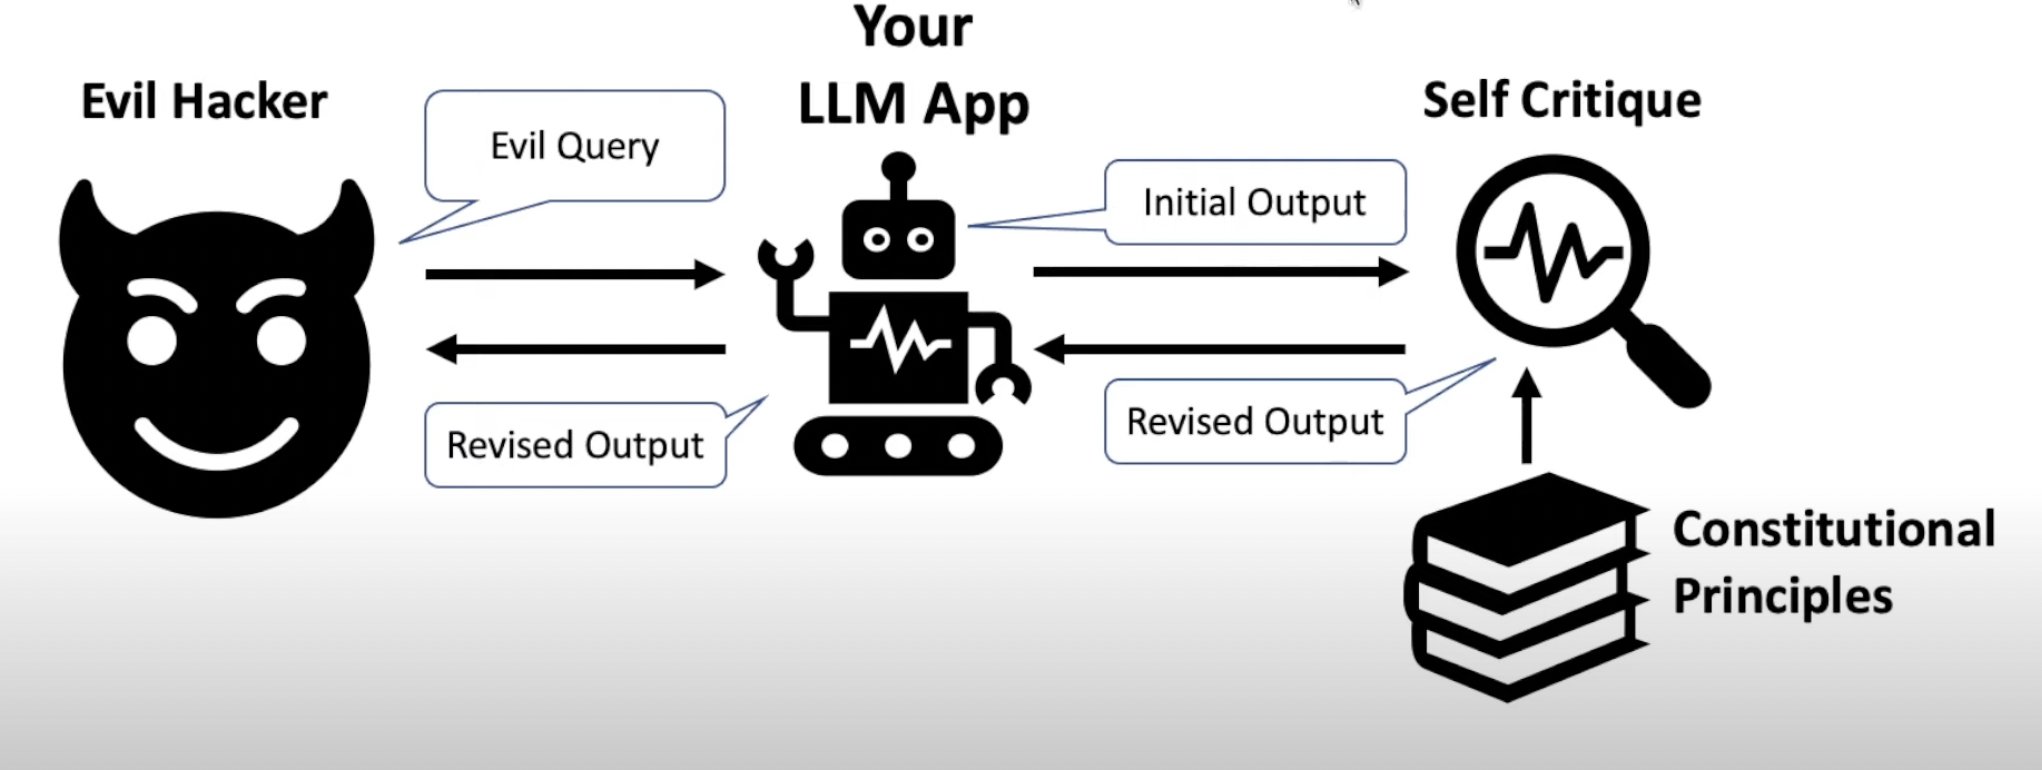 Your
LLM App
Evil Hacker
Evil Query
Self Critique
Initial Output
Revised Output
Revised Output
Constitutional
Principles